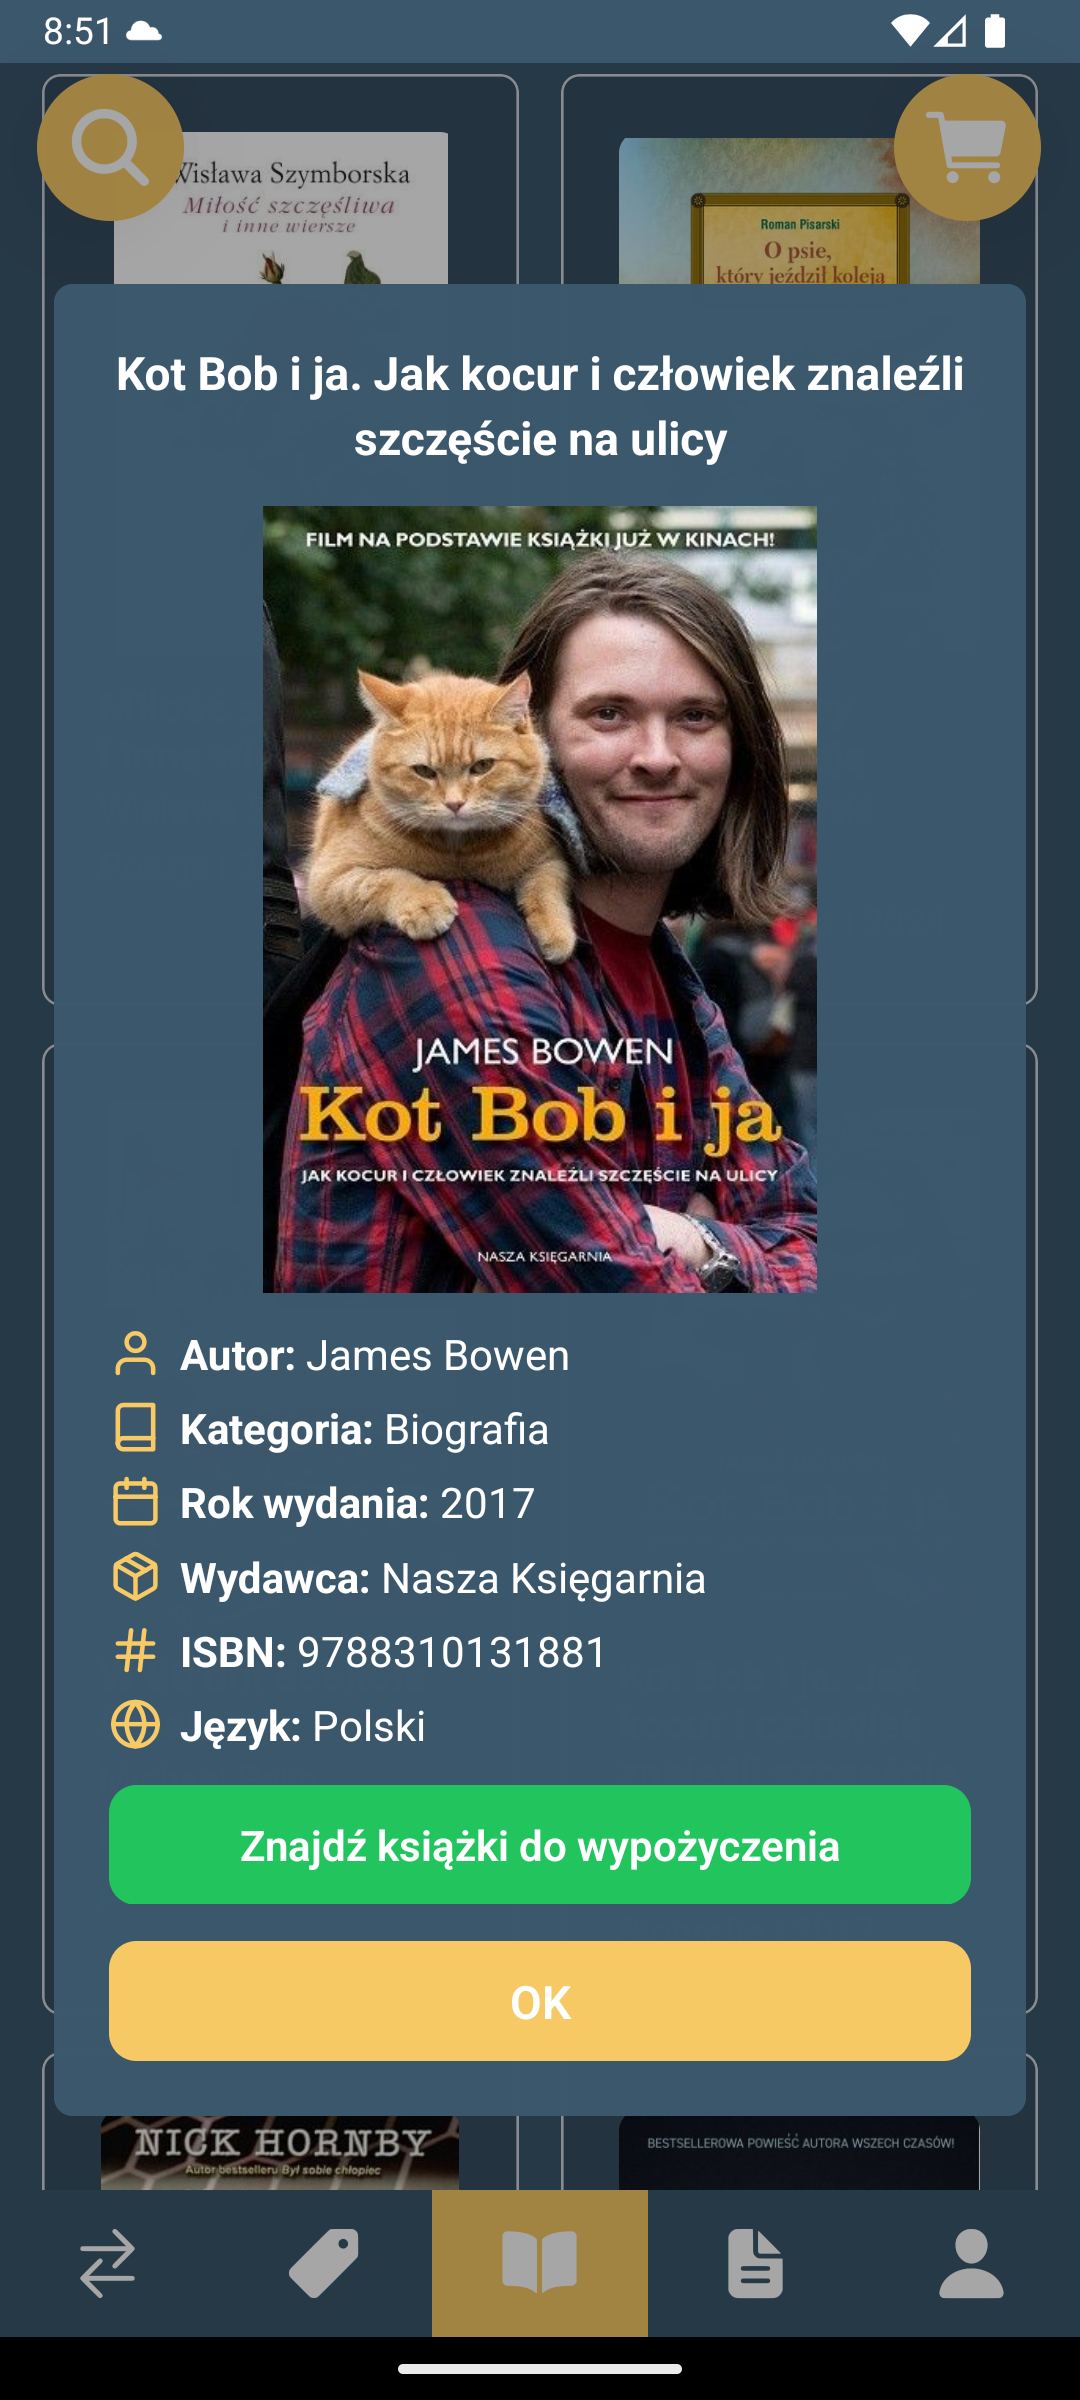 8:51
Wisława Szymborska
Miłość szczęśliwa
i inne wiersze
Roman Pisarski
O psie,
który jeździł koleją
Kot Bob i ja. Jak kocur i człowiek znaleźli
szczęście na ulicy
FILM NA PODSTAWIE KSIĄŻKI JUŻ W KINACH!
JAMES BOWEN
Kot Bob i ja
JAK KOCUR I CZŁOWIEK ZNALEŹLI SZCZĘŚCIE NA ULICY
NASZA KSIĘGARNIA
Autor: James Bowen
Kategoria: Biografia
Rok wydania: 2017
Wydawca: Nasza Księgarnia
ISBN: 9788310131881
Język: Polski
Znajdź książki do wypożyczenia
OK
NICK HORNBY
Autor bestselleru Był sobie chłopiec
BESTSELLEROWA POWIEŚĆ AUTORA WSZECH CZASÓW!